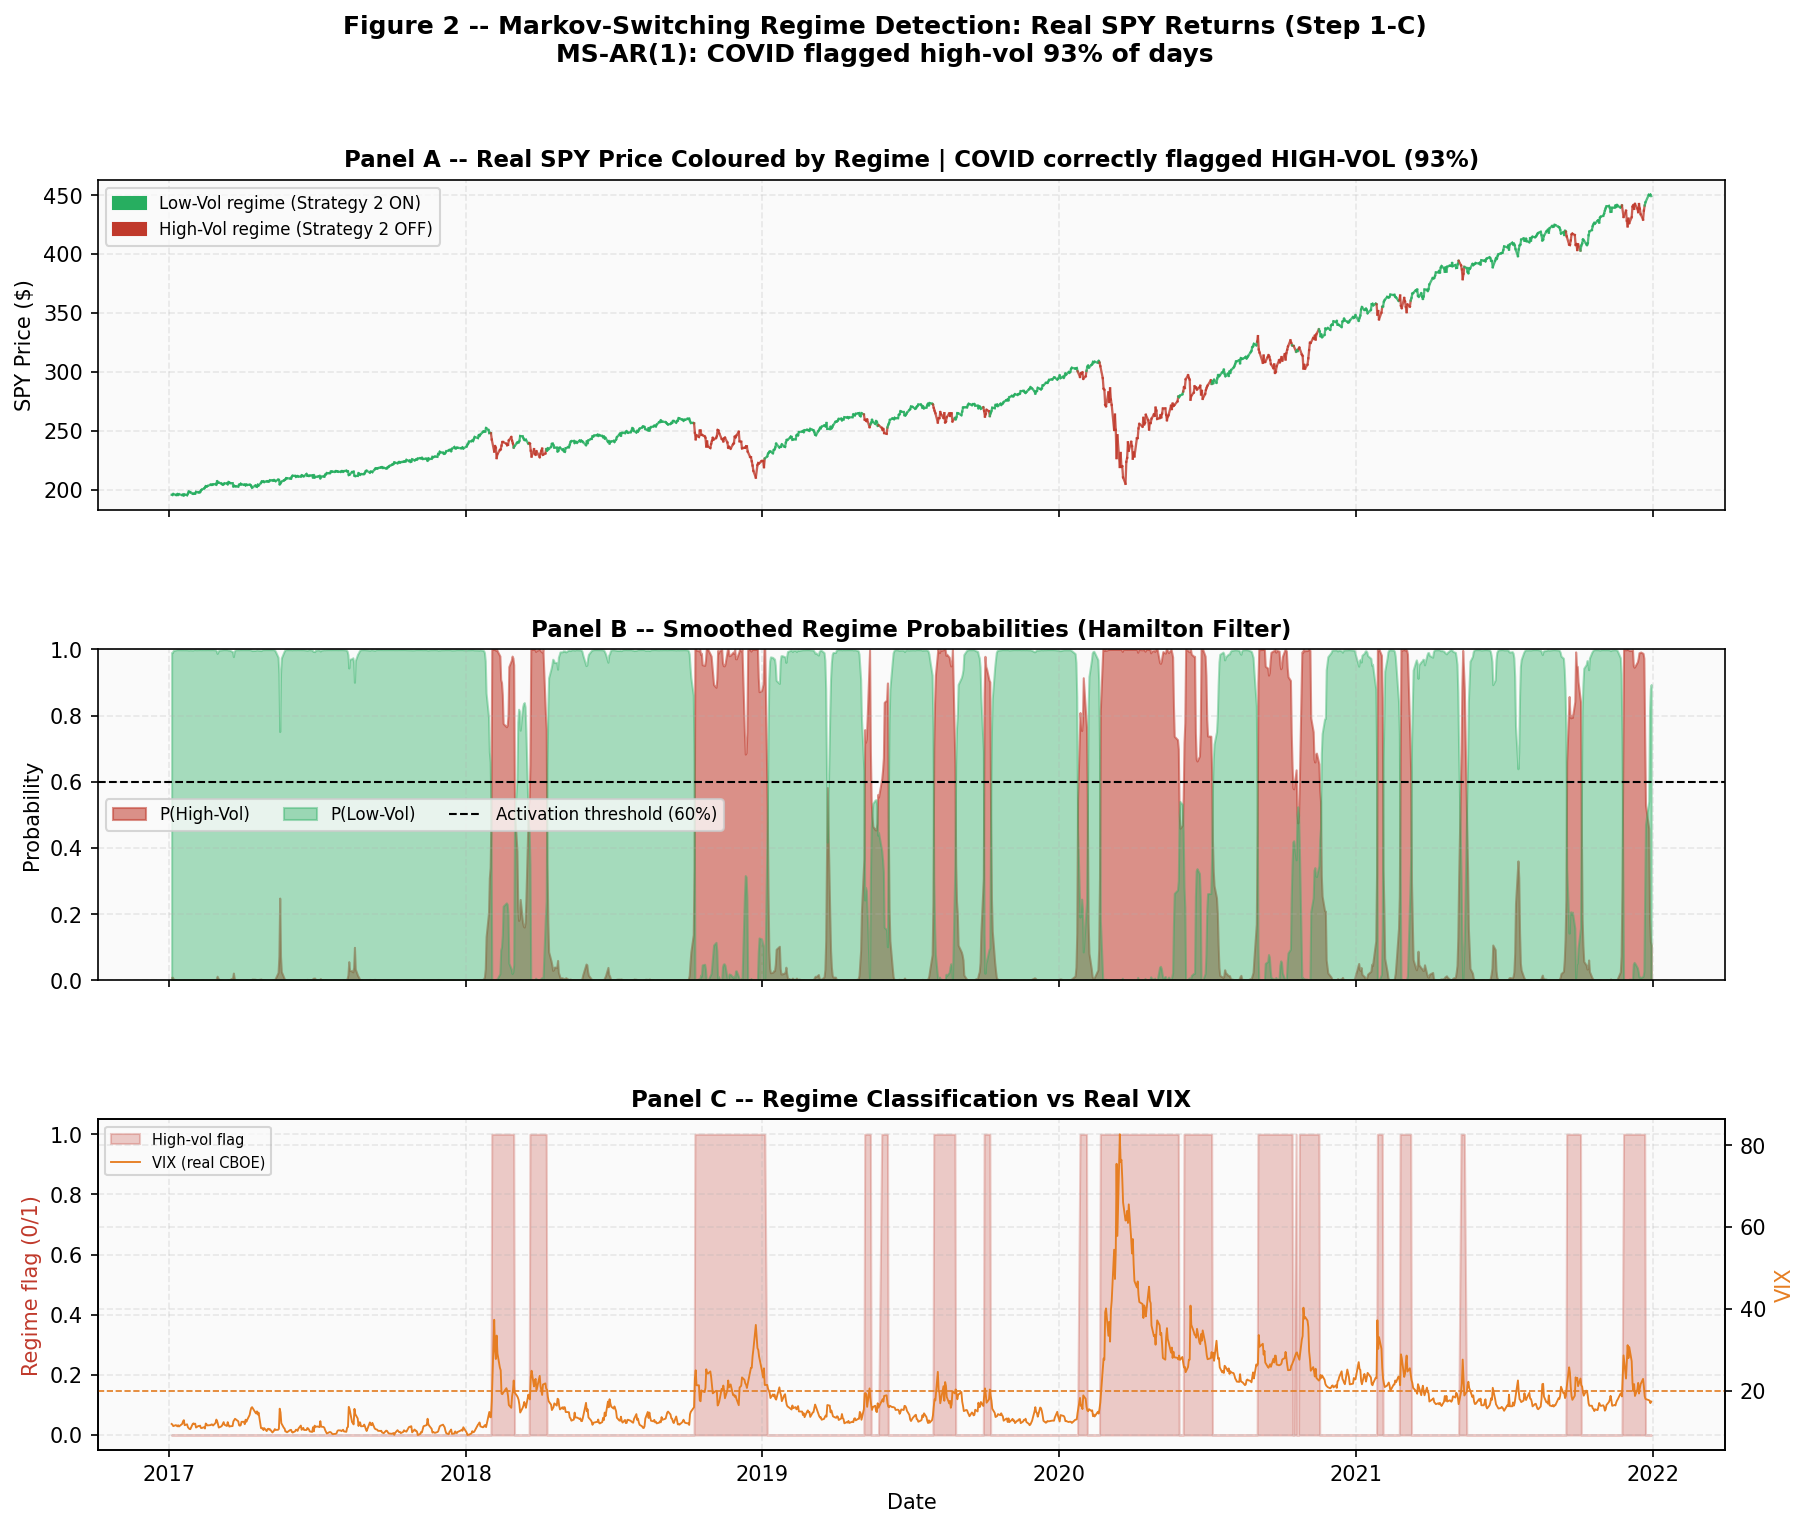 Figure 2 -- Markov-Switching Regime Detection: Real SPY Returns (Step 1-C)
MS-AR(1): COVID flagged high-vol 93% of days
Panel A -- Real SPY Price Coloured by Regime | COVID correctly flagged HIGH-VOL (93%)
Low-Vol regime (Strategy 2 ON)
High-Vol regime (Strategy 2 OFF)
SPY Price ($)
450
400
350
300
250
200
Panel B -- Smoothed Regime Probabilities (Hamilton Filter)
Probability
1.0
0.8
0.6
0.4
0.2
0.0
P(High-Vol)
P(Low-Vol)
Activation threshold (60%)
Panel C -- Regime Classification vs Real VIX
High-vol flag
VIX (real CBOE)
Regime flag (0/1)
1.0
0.8
0.6
0.4
0.2
0.0
80
60
40
20
VIX
2017
2018
2019
2020
2021
2022
Date